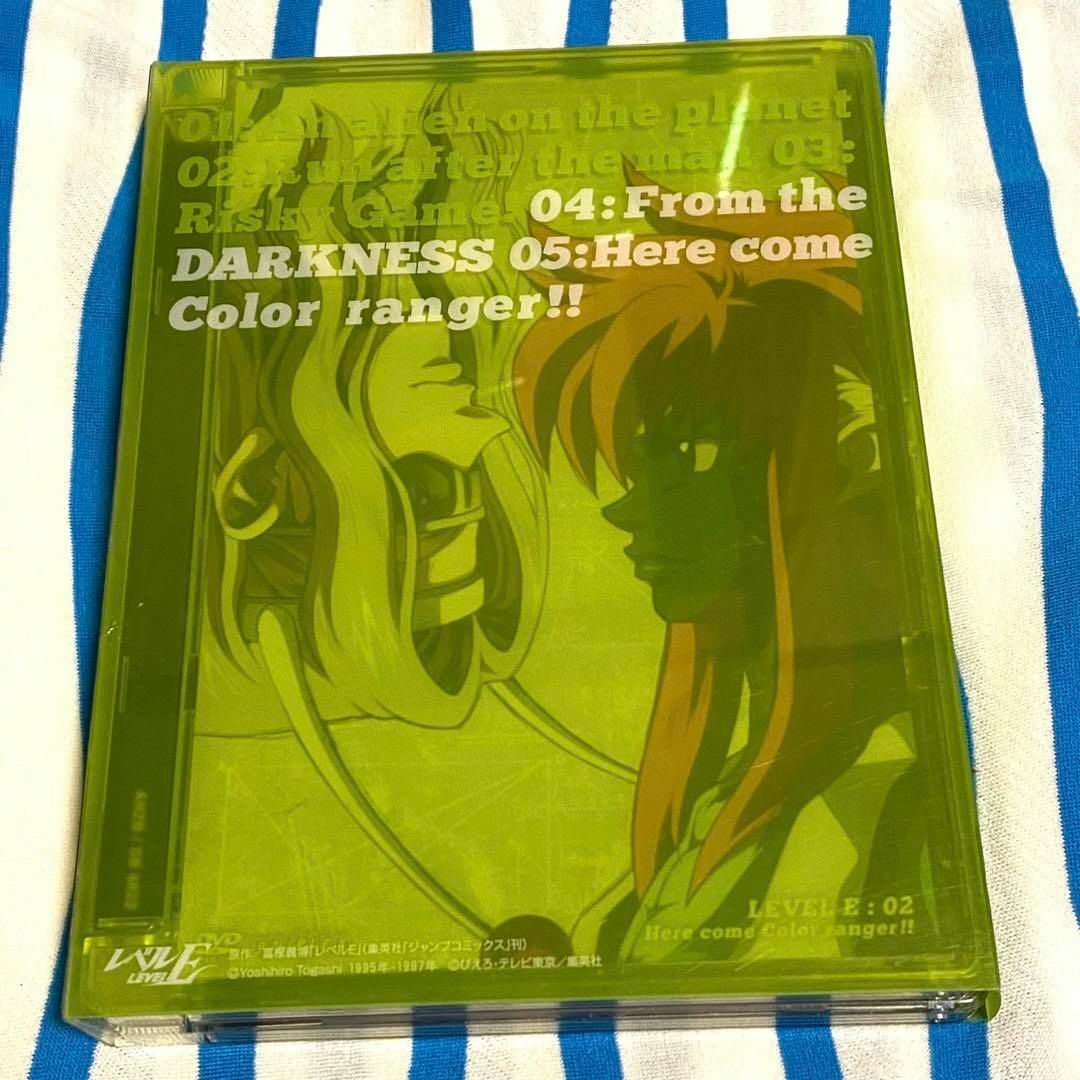 01:An alien on the planet
02:Run after the man 03:
Risky Game. 04:From the
DARKNESS 05:Here come
Color ranger!!
LEVEL E : 02
Here come Color ranger!!
レベルE
LEVEL
DVD
原作／冨樫義博「レベルE」(集英社「ジャンプコミックス」刊)
©Yoshihiro Togashi 1995年-1997年 ©ぴえろ・テレビ東京／集英社